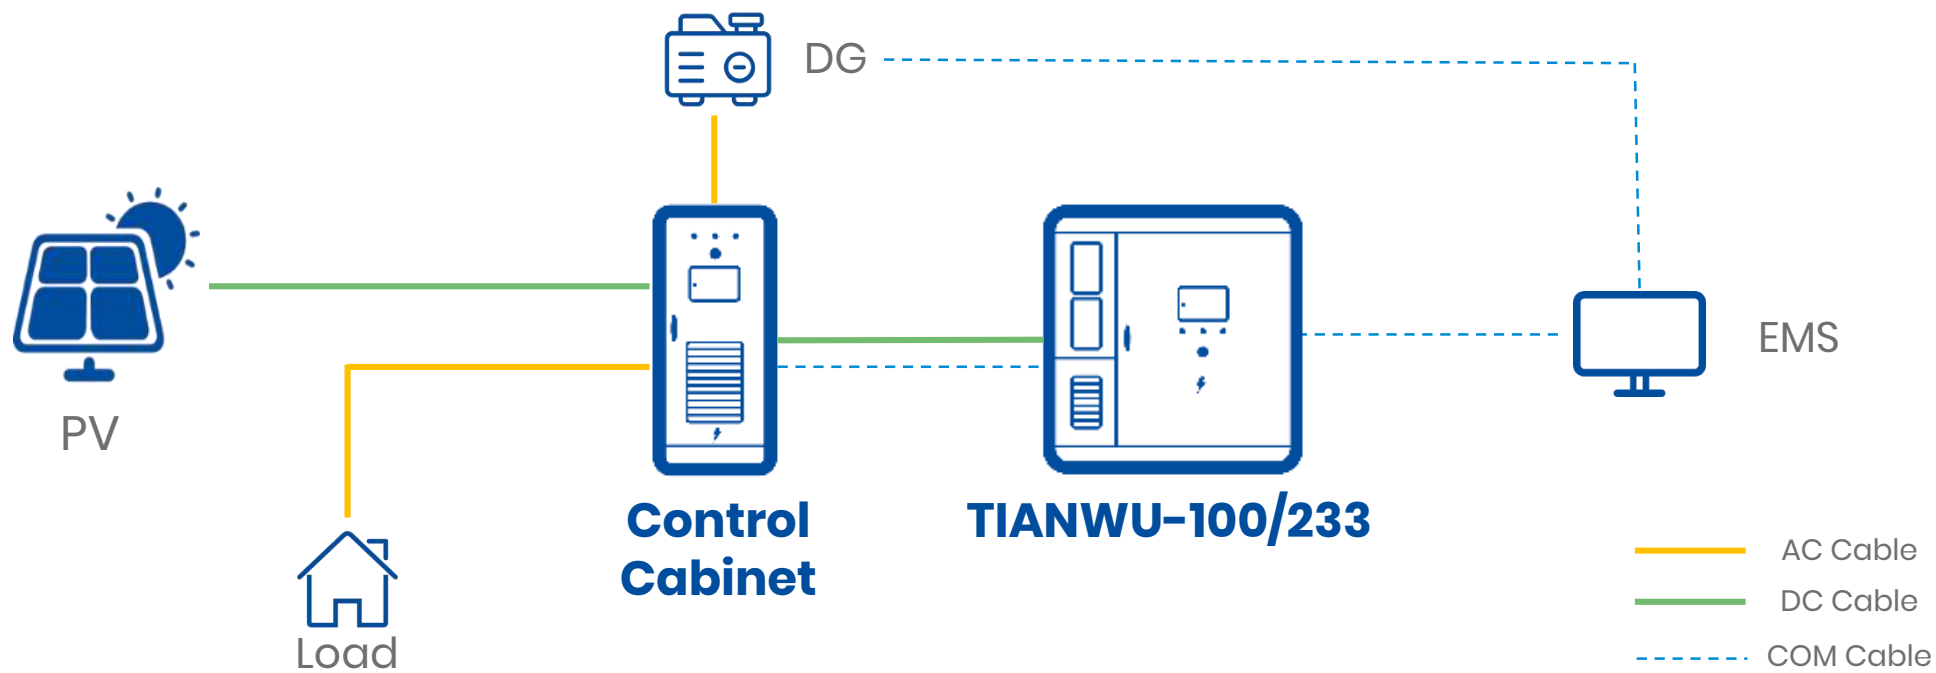 DG
PV
EMS
Control
Cabinet
TIANWU-100/233
Load
AC Cable
DC Cable
COM Cable